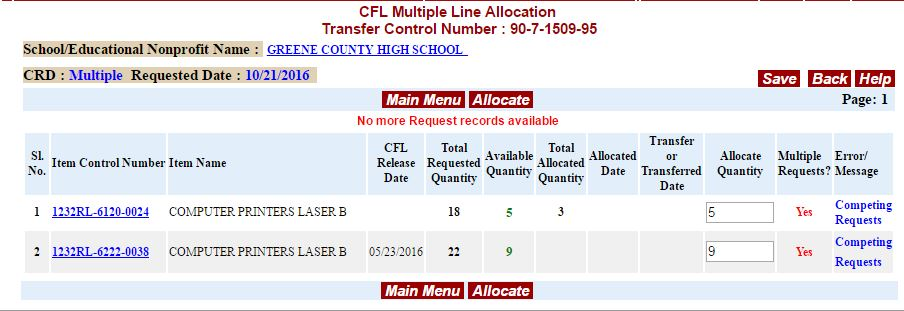 CFL Multiple Line Allocation
Transfer Control Number : 90-7-1509-95
School/Educational Nonprofit Name : GREENE COUNTY HIGH SCHOOL
CRD : Multiple Requested Date : 10/21/2016
Save Back Help
Main Menu Allocate Page: 1
No more Request records available
Sl. No. Item Control Number Item Name CFL Release Date Total Requested Quantity Available Quantity Total Allocated Quantity Allocated Date Transfer or Transferred Date Allocate Quantity Multiple Requests? Error/ Message
1 1232RL-6120-0024 COMPUTER PRINTERS LASER B 18 5 3 5 Yes Competing Requests
2 1232RL-6222-0038 COMPUTER PRINTERS LASER B 05/23/2016 22 9 9 Yes Competing Requests
Main Menu Allocate